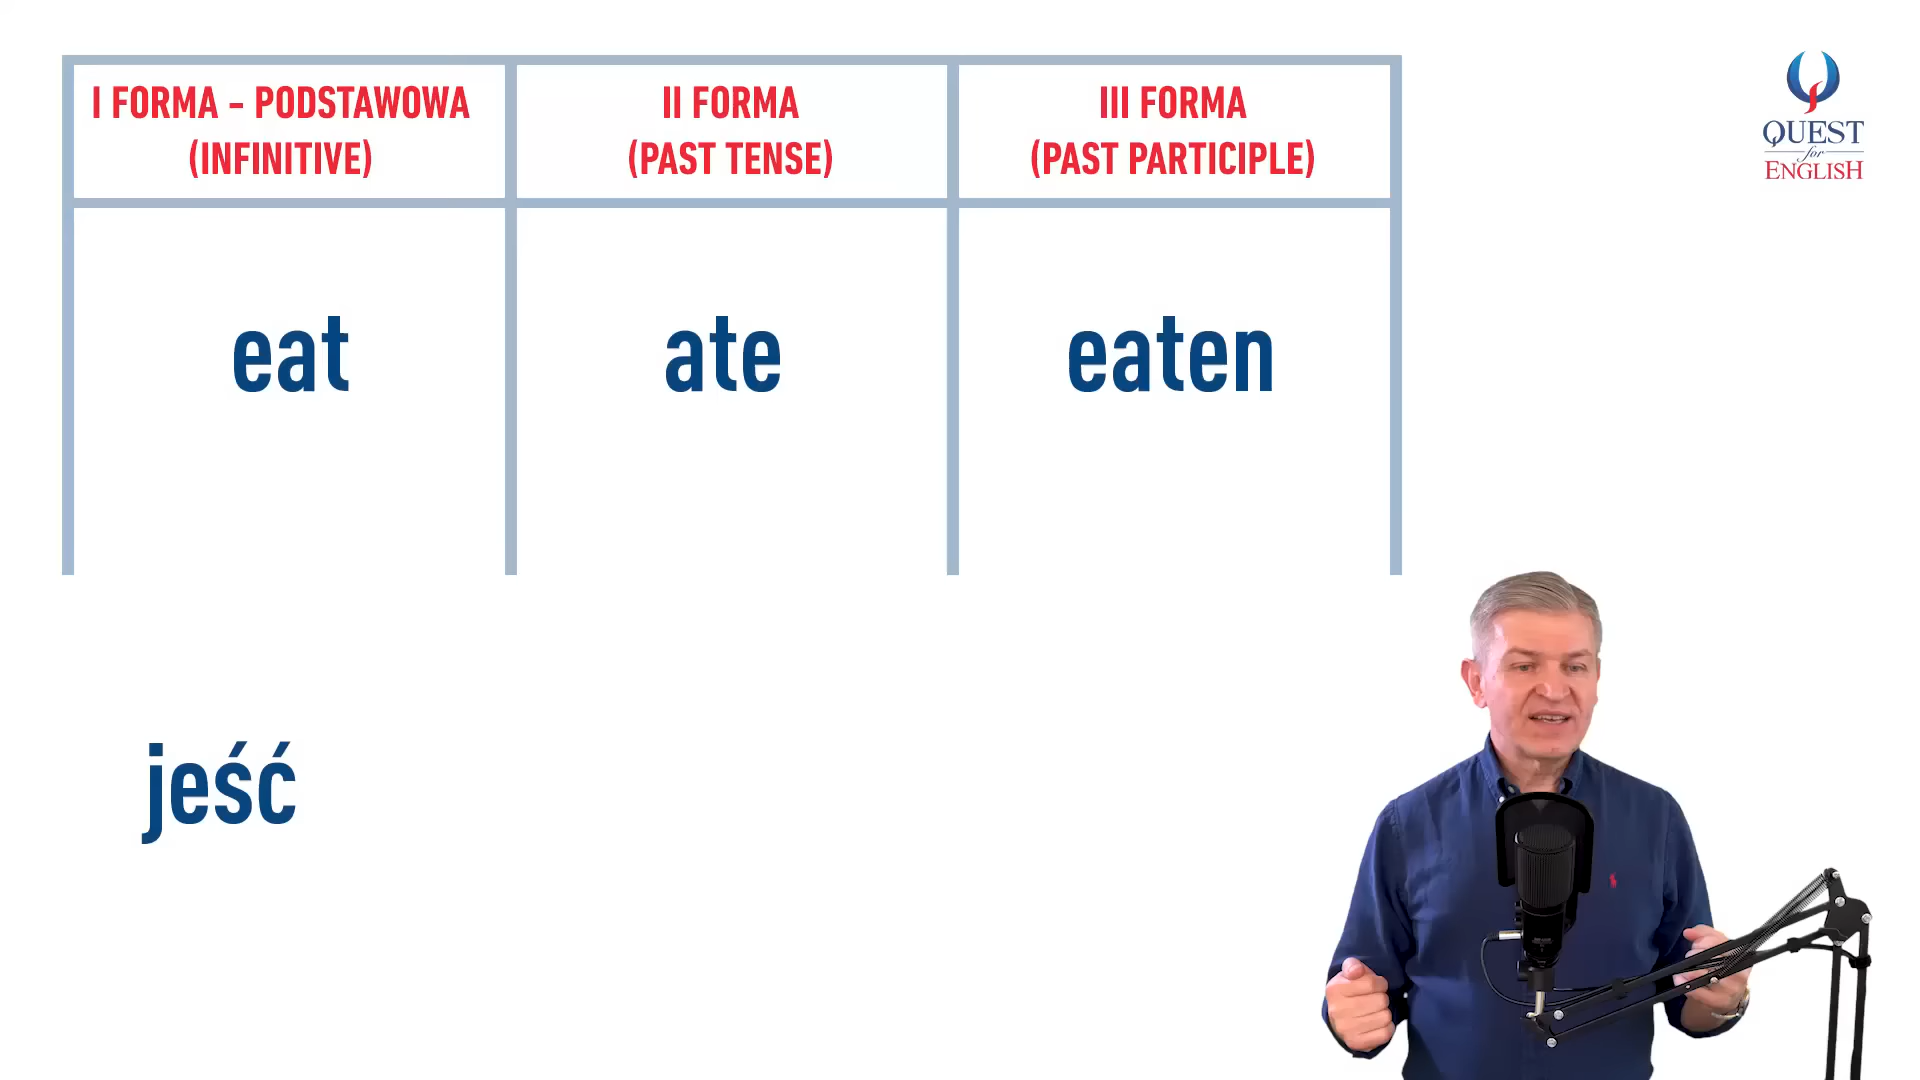 I FORMA – PODSTAWOWA
(INFINITIVE)
II FORMA
(PAST TENSE)
III FORMA
(PAST PARTICIPLE)
QUEST
for
ENGLISH
eat
ate
eaten
jeść